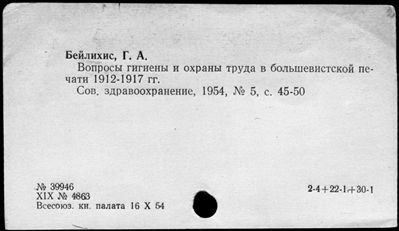 Бейлихис, Г. А.
Вопросы гигиены и охраны труда в большевистской пе-
чати 1912-1917 гг.
Сов. здравоохранение, 1954, № 5, с. 45-50
№ 39946
XIX № 4863
Всесоюз. кн. палата 16 X 54
2-4+22-1+30-1